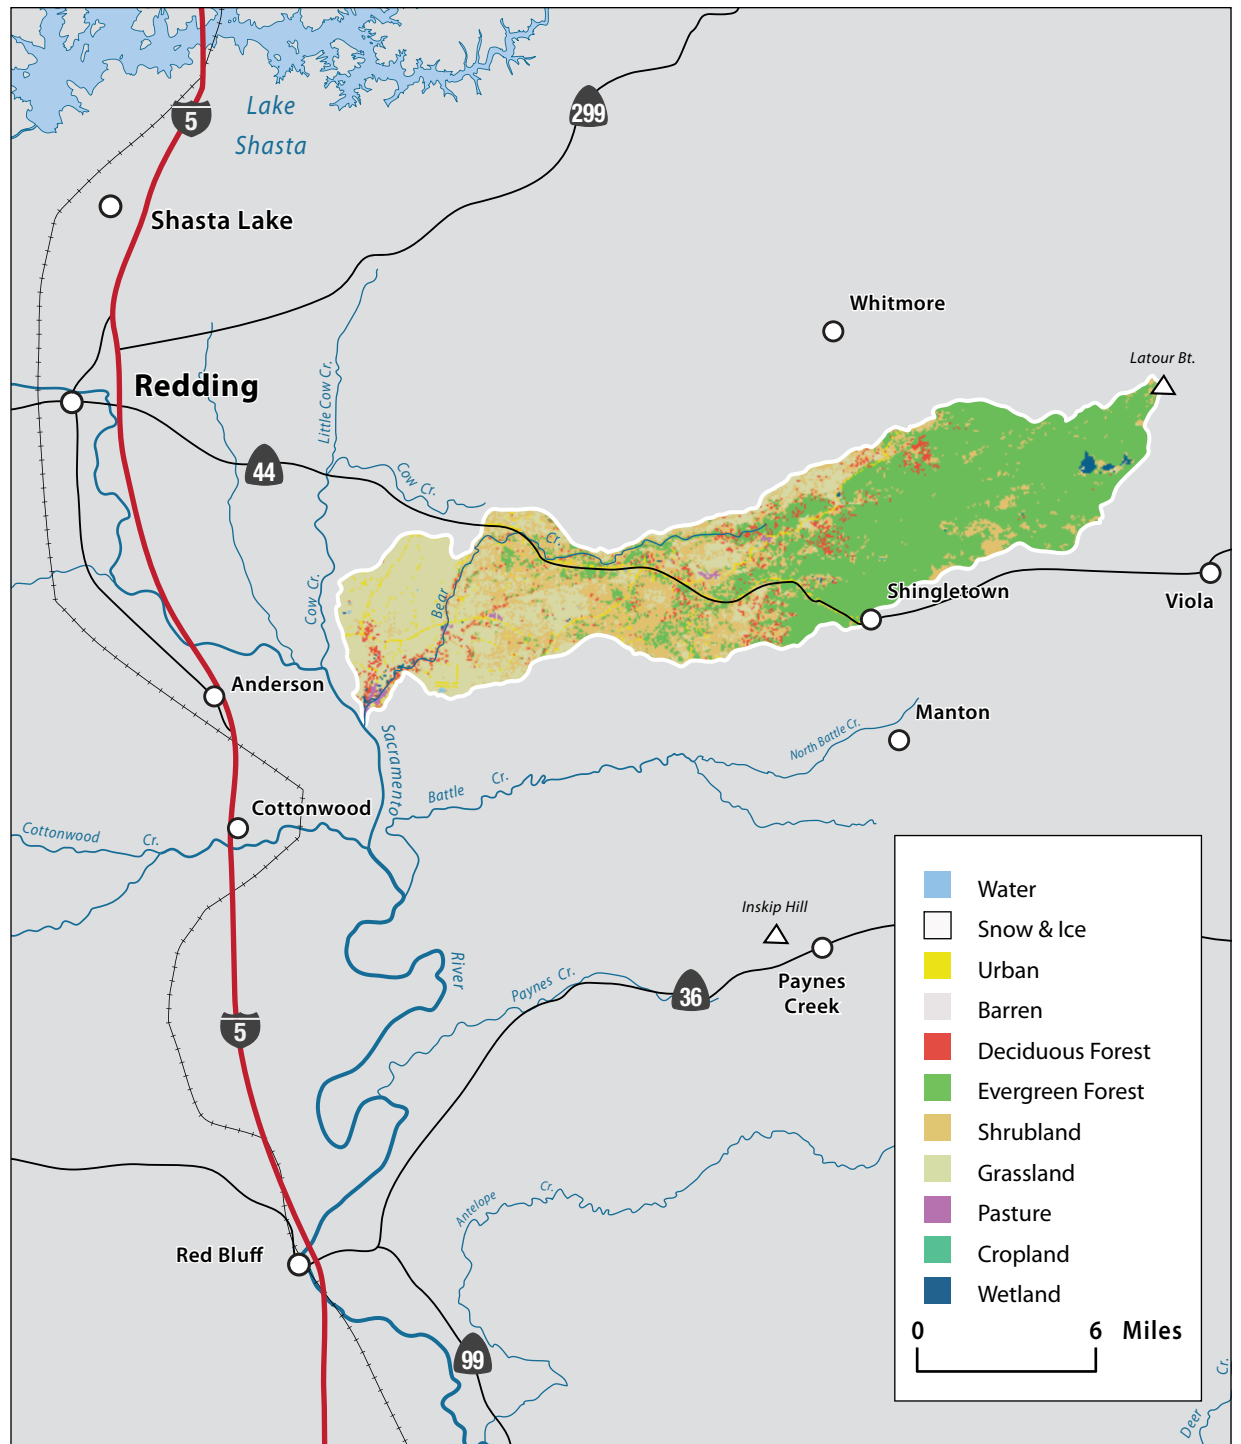 Lake
Shasta
5
299
Shasta Lake
Whitmore
Latour Bt.
Redding
Little Cow Cr.
44
Cow Cr.
Cr.
Bear
Cow Cr.
Shingletown
Viola
Anderson
Manton
Sacramento
North Battle Cr.
Battle Cr.
Cottonwood
Cottonwood Cr.
Inskip Hill
River
Paynes Cr.
36
Paynes
Creek
5
Antelope Cr.
Red Bluff
99
Water
Snow & Ice
Urban
Barren
Deciduous Forest
Evergreen Forest
Shrubland
Grassland
Pasture
Cropland
Wetland
0 6 Miles
Deer Cr.